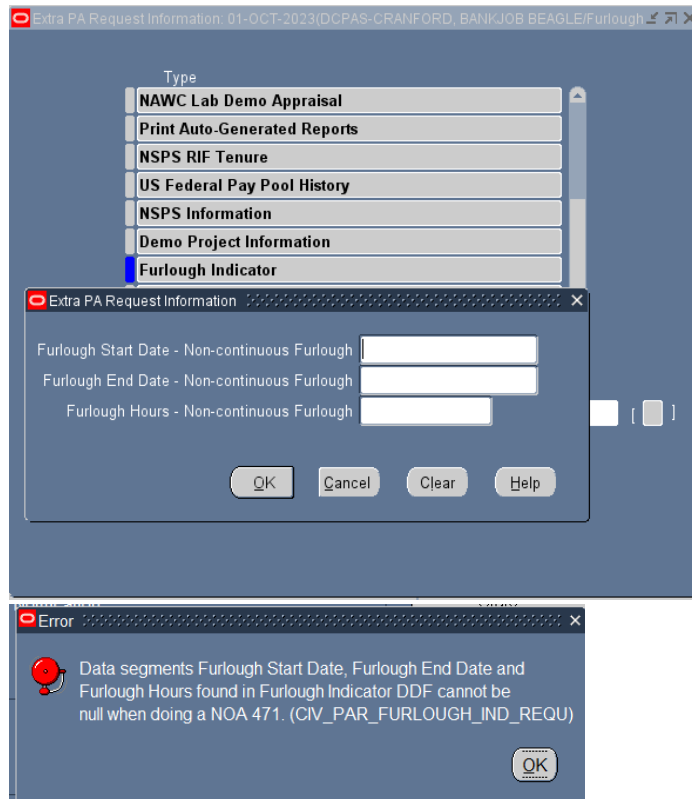 Extra PA Request Information: 01-OCT-2023(DCPAS-CRANFORD, BANKJOB BEAGLE/Furlough
Type
NAWC Lab Demo Appraisal
Print Auto-Generated Reports
NSPS RIF Tenure
US Federal Pay Pool History
NSPS Information
Demo Project Information
Furlough Indicator
Extra PA Request Information
Furlough Start Date - Non-continuous Furlough
Furlough End Date - Non-continuous Furlough
Furlough Hours - Non-continuous Furlough
[ ]
OK Cancel Clear Help
Error
Data segments Furlough Start Date, Furlough End Date and
Furlough Hours found in Furlough Indicator DDF cannot be
null when doing a NOA 471. (CIV_PAR_FURLOUGH_IND_REQU)
OK